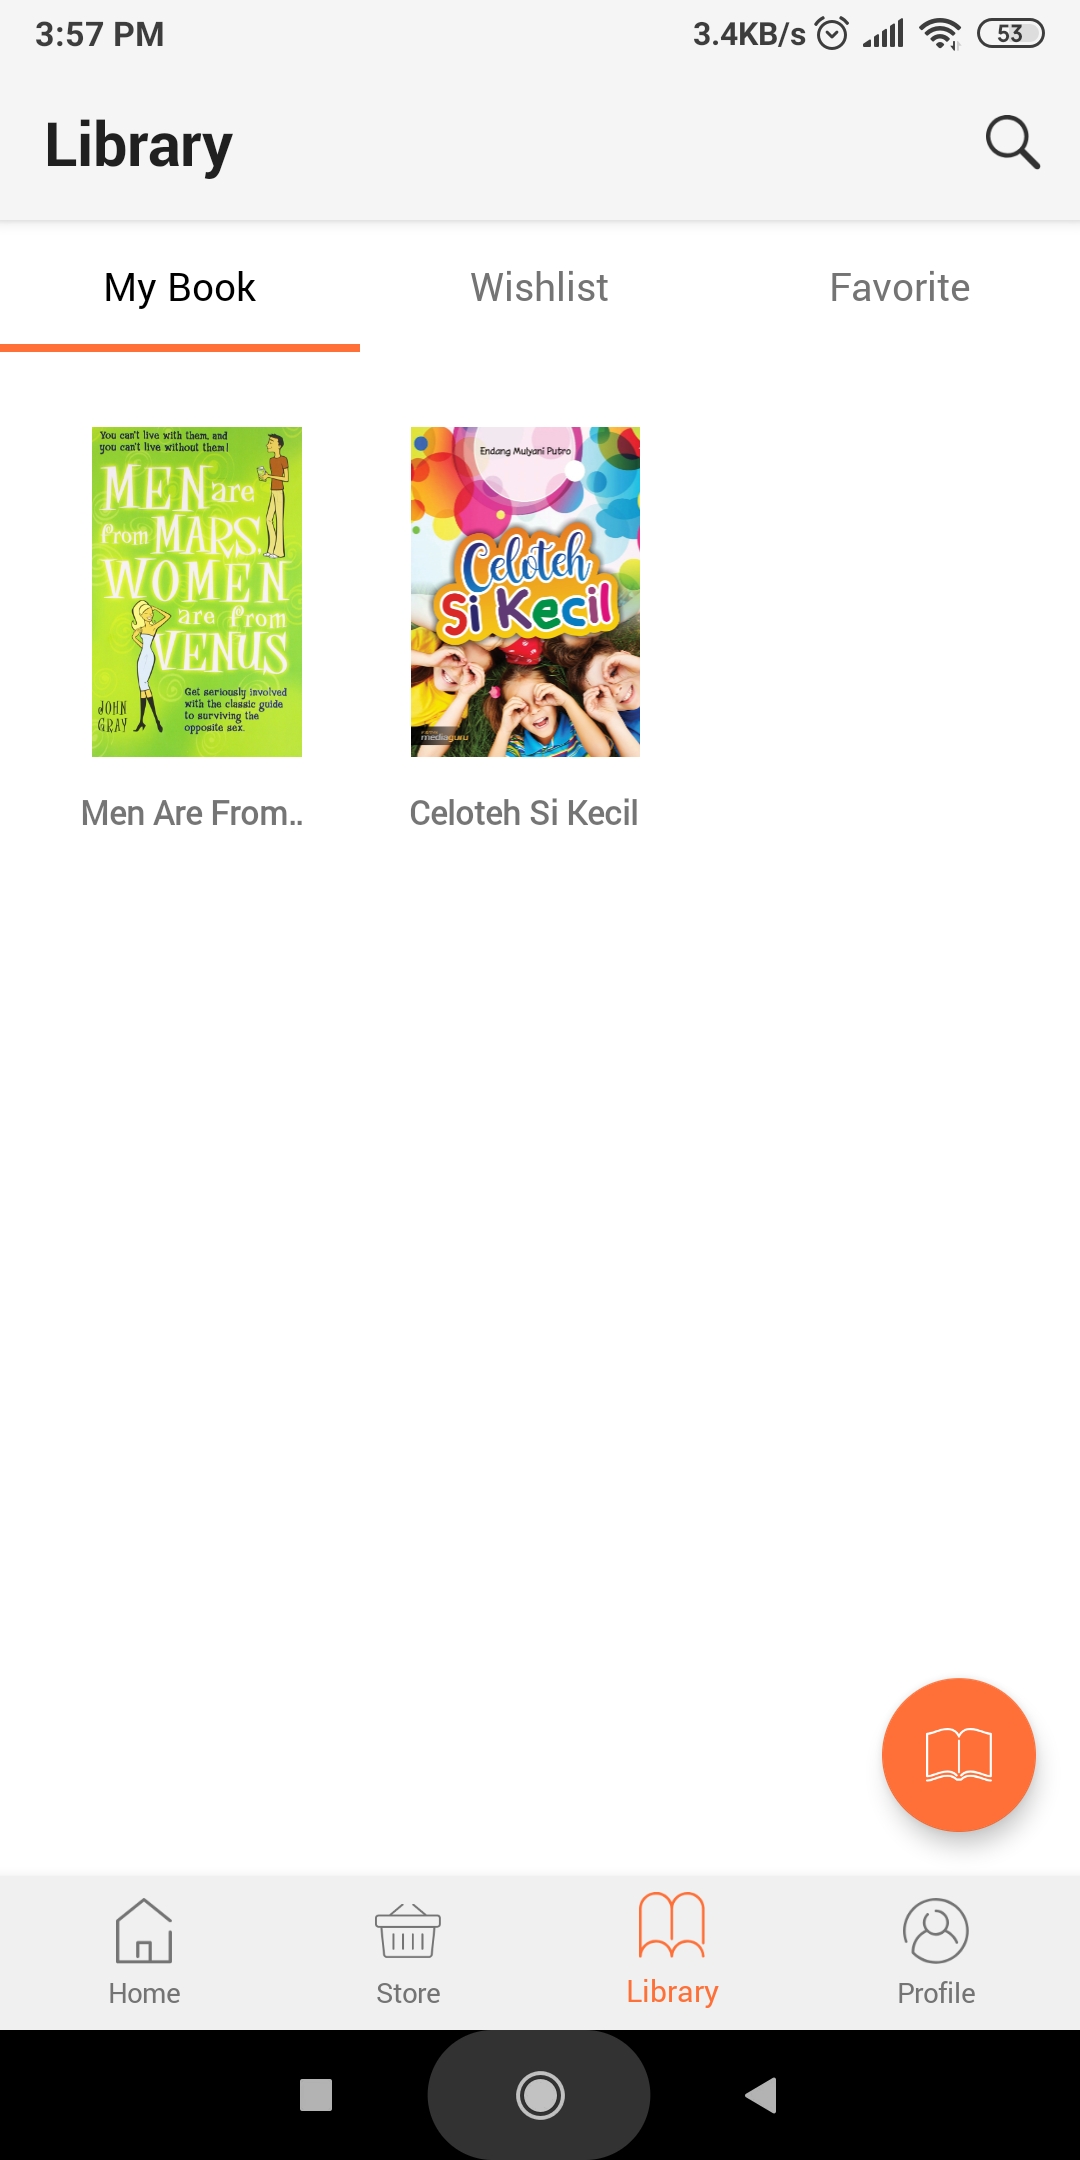 3:57 PM
3.4KB/s
53
Library
My Book
Wishlist
Favorite
You can't live with them, and
you can't live without them!
MEN are
from MARS,
WOMEN
are from
VENUS
Get seriously involved
with the classic guide
to surviving the
opposite sex.
JOHN
GRAY
Endang Mulyani Putro
Celoteh
Si Kecil
mediaguru
Men Are From..
Celoteh Si Kecil
Home
Store
Library
Profile